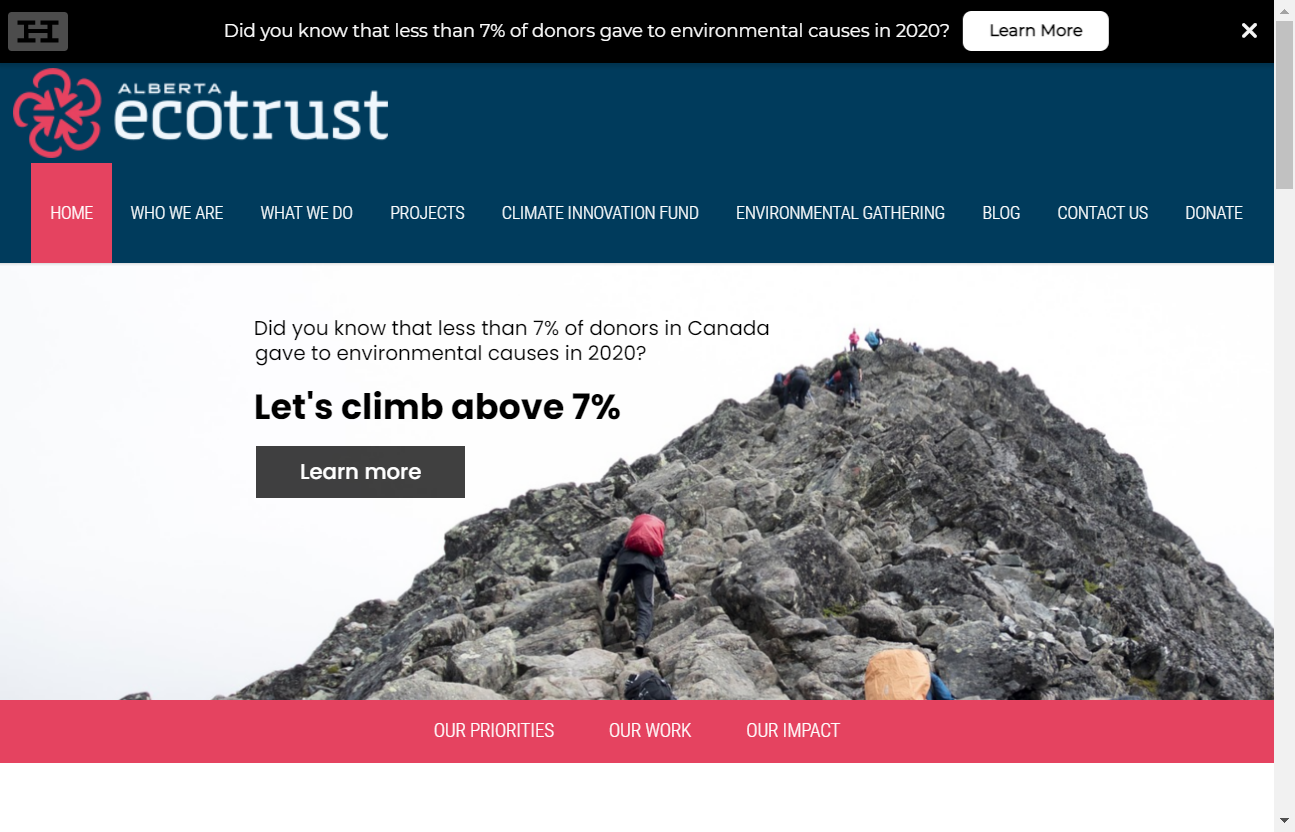 H
Did you know that less than 7% of donors gave to environmental causes in 2020?
Learn More
ALBERTA
ecotrust
HOME WHO WE ARE WHAT WE DO PROJECTS CLIMATE INNOVATION FUND ENVIRONMENTAL GATHERING BLOG CONTACT US DONATE
Did you know that less than 7% of donors in Canada
gave to environmental causes in 2020?
Let's climb above 7%
Learn more
OUR PRIORITIES OUR WORK OUR IMPACT